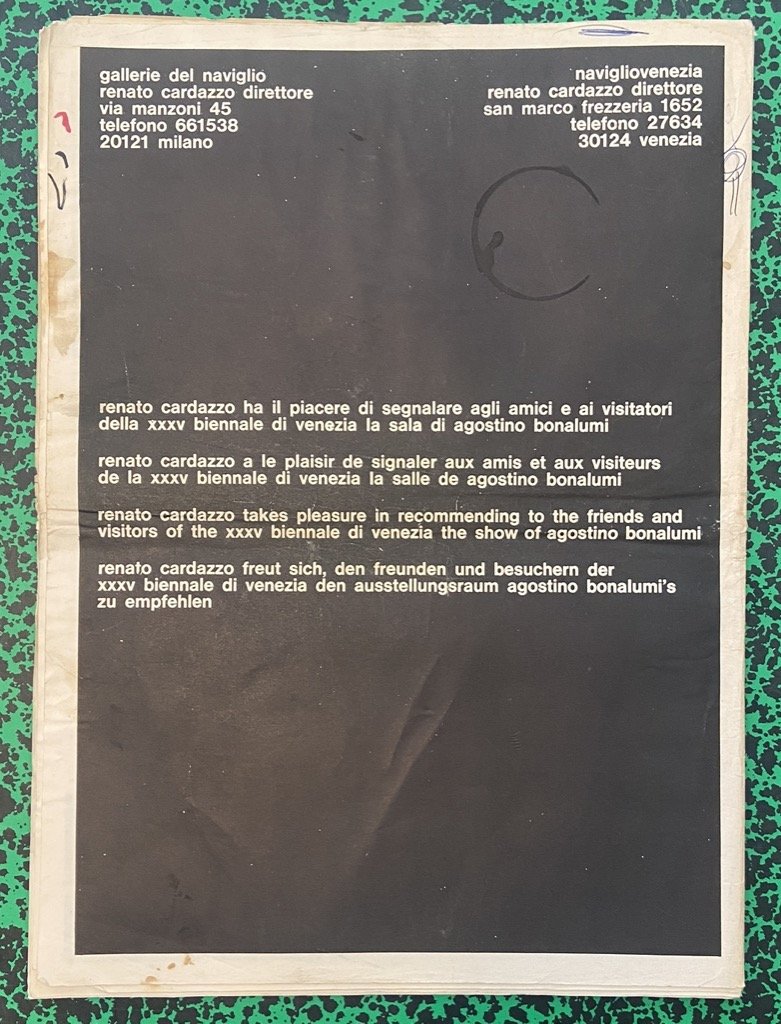 gallerie del naviglio
renato cardazzo direttore
via manzoni 45
telefono 661538
20121 milano
navigliovenezia
renato cardazzo direttore
san marco frezzeria 1652
telefono 27634
30124 venezia
renato cardazzo ha il piacere di segnalare agli amici e ai visitatori
della xxxv biennale di venezia la sala di agostino bonalumi
renato cardazzo a le plaisir de signaler aux amis et aux visiteurs
de la xxxv biennale di venezia la salle de agostino bonalumi
renato cardazzo takes pleasure in recommending to the friends and
visitors of the xxxv biennale di venezia the show of agostino bonalumi
renato cardazzo freut sich, den freunden und besuchern der
xxxv biennale di venezia den ausstellungsraum agostino bonalumi's
zu empfehlen